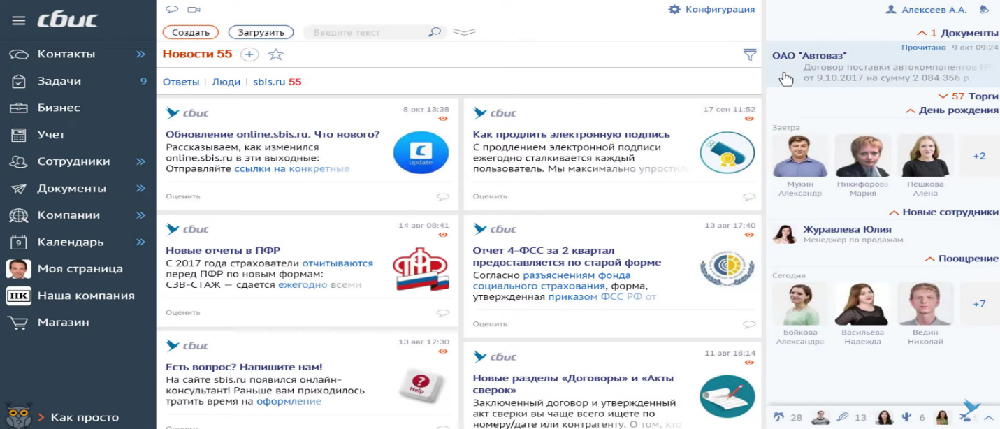 сбис
Контакты
Задачи 9
Бизнес
Учет
Сотрудники
Документы
Компании
9 Календарь
Моя страница
НК Наша компания
Магазин
> Как просто
Конфигурация
Создать Загрузить Введите текст
Новости 55 +
Ответы | Люди | sbis.ru 55 |
сбис 8 окт 13:38
Обновление online.sbis.ru. Что нового?
Рассказываем, как изменился
online.sbis.ru в эти выходные:
Отправляйте ссылки на конкретные
update
Оценить
сбис 17 сен 11:52
Как продлить электронную подпись
С продлением электронной подписи
ежегодно сталкивается каждый
пользователь. Мы максимально упростили
Оценить
сбис 14 авг 08:41
Новые отчеты в ПФР
С 2017 года страхователи отчитываются
перед ПФР по новым формам:
СЗВ-СТАЖ — сдается ежегодно всеми
Оценить
сбис 13 авг 17:40
Отчет 4-ФСС за 2 квартал
предоставляется по старой форме
Согласно разъяснениям фонда
социального страхования, форма,
утвержденная приказом ФСС РФ от
Оценить
сбис 13 авг 17:30
Есть вопрос? Напишите нам!
На сайте sbis.ru появился онлайн-
консультант! Раньше вам приходилось
тратить время на оформление
? Help
Оценить
сбис 11 авг 18:14
Новые разделы «Договоры» и «Акты
сверок»
Заключенный договор и утвержденный
акт сверки вы чаще всего ищете по
номеру/дате или контрагенту. О том, кто
Алексеев А.А.
1 Документы
Прочитано 9 окт 09:24
ОАО "Автоваз"
Договор поставки автокомпонентов №
от 9.10.2017 на сумму 2 084 356 р.
57 Торги
День рождения
Завтра
+2
Мукин Никифорова Пешкова
Александр Мария Алена
Новые сотрудники
Журавлева Юлия
Менеджер по продажам
Поощрение
Сегодня
+7
Бойкова Васильева Ведин
Александра Надежда Николай
28 13 6